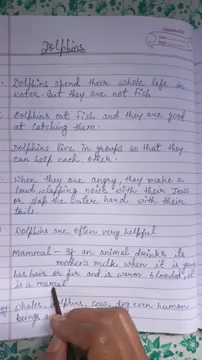 Dolphins
Dolphins spend their whole life in
water. But they are not fish
Dolphins eat fish and they are good
at catching them.
Dolphins live in groups so that they
can help each other.
When they are angry, they make a
loud clapping noise with their Jaws
or slap the water hard with their
tails.
Dolphins are often very helpful
Mammal - If an animal drinks its
mother's milk when it is young
has hair or fur and is warm blooded, it
is a mamal
whales, dolphins, cow, dog even human
beings